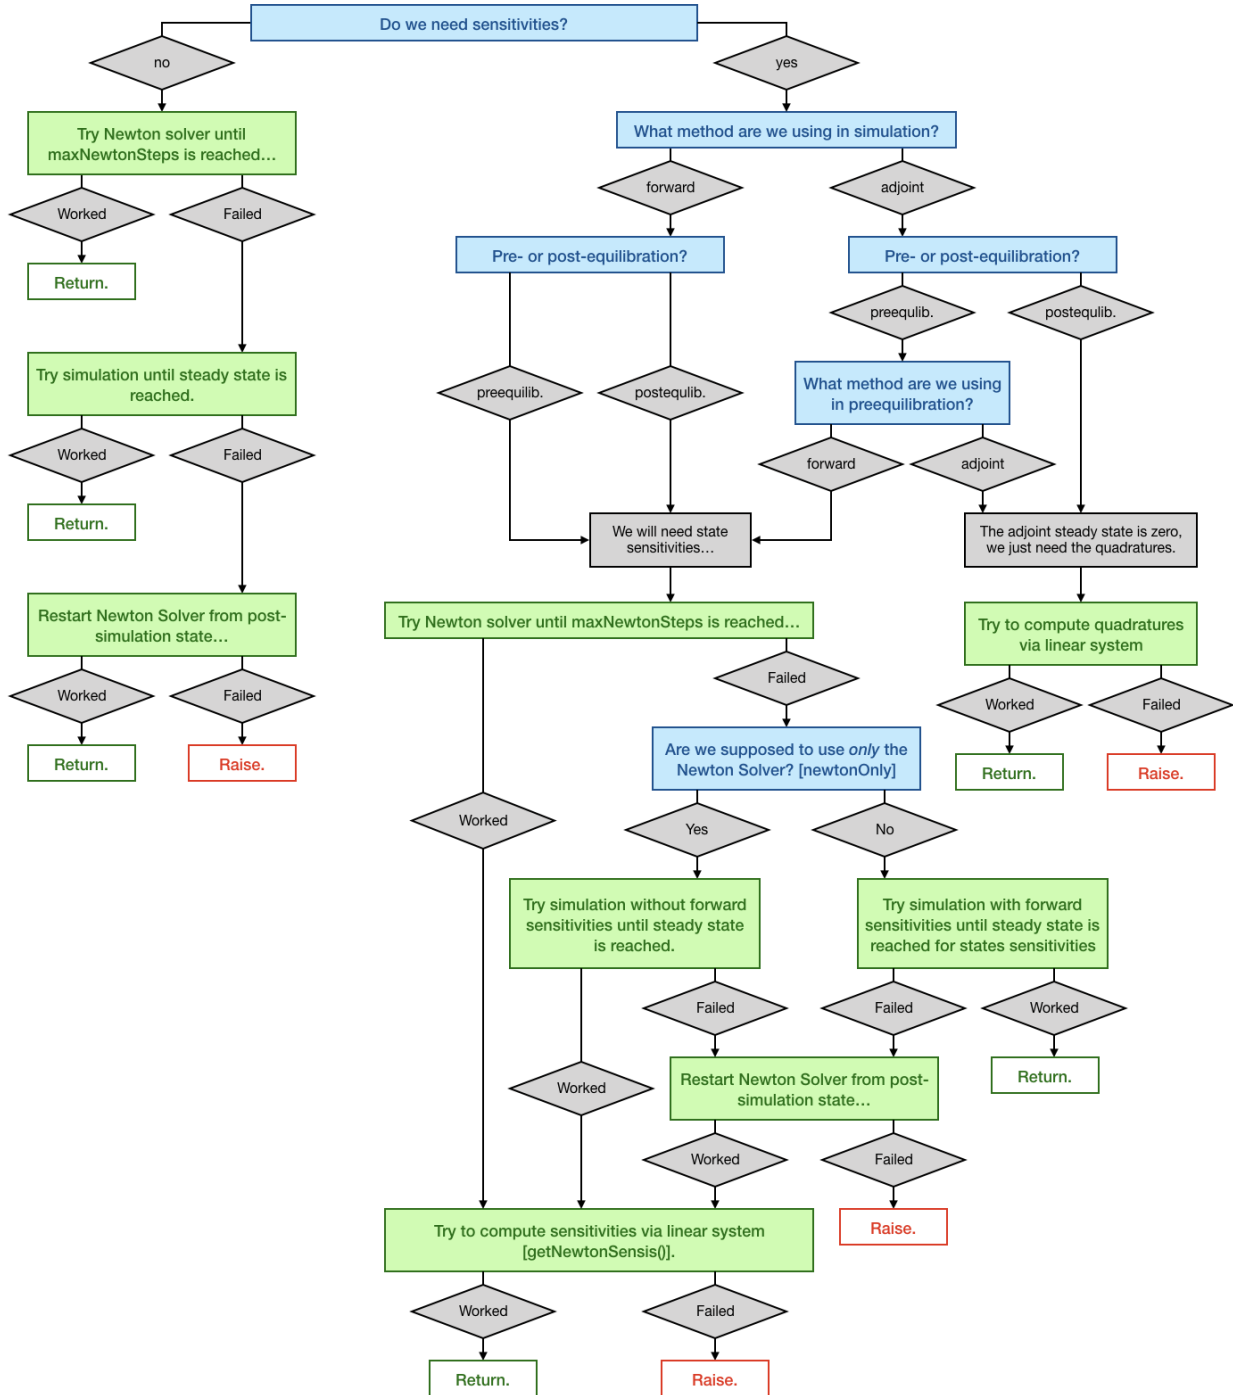 Do we need sensitivities?
no
yes
Try Newton solver until
maxNewtonSteps is reached…
What method are we using in simulation?
forward
adjoint
Worked
Failed
Pre- or post-equilibration?
Pre- or post-equilibration?
Return.
preequlib.
postequlib.
Try simulation until steady state is
reached.
preequilib.
postequlib.
What method are we using
in preequilibration?
Worked
Failed
forward
adjoint
Return.
We will need state
sensitivities…
The adjoint steady state is zero,
we just need the quadratures.
Restart Newton Solver from post-
simulation state…
Try Newton solver until maxNewtonSteps is reached…
Try to compute quadratures
via linear system
Worked
Failed
Failed
Worked
Failed
Return.
Raise.
Are we supposed to use only the
Newton Solver? [newtonOnly]
Return.
Raise.
Worked
Yes
No
Try simulation without forward
sensitivities until steady state
is reached.
Try simulation with forward
sensitivities until steady state is
reached for states sensitivities
Failed
Failed
Worked
Worked
Restart Newton Solver from post-
simulation state…
Return.
Worked
Failed
Try to compute sensitivities via linear system
[getNewtonSensis()].
Raise.
Worked
Failed
Return.
Raise.